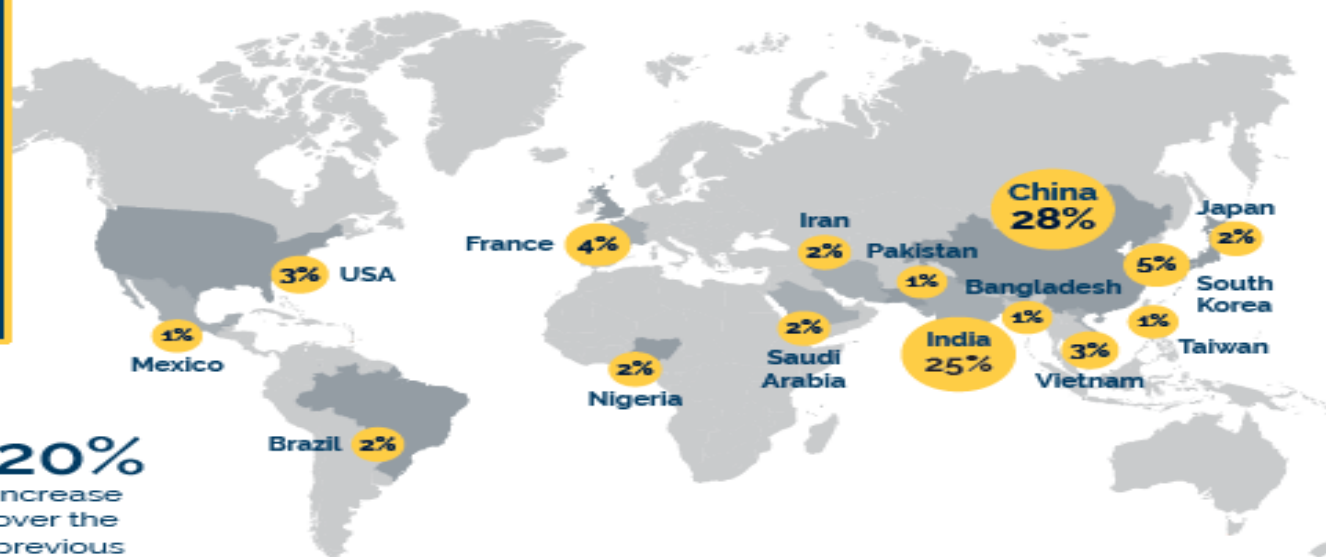 China
28%
Japan
2%
Iran
2%
France
4%
Pakistan
1%
5%
South
Korea
3%
USA
Bangladesh
1%
1%
Taiwan
India
25%
1%
Mexico
2%
Saudi
Arabia
3%
Vietnam
2%
Nigeria
Brazil
2%
20%
increase
over the
previous